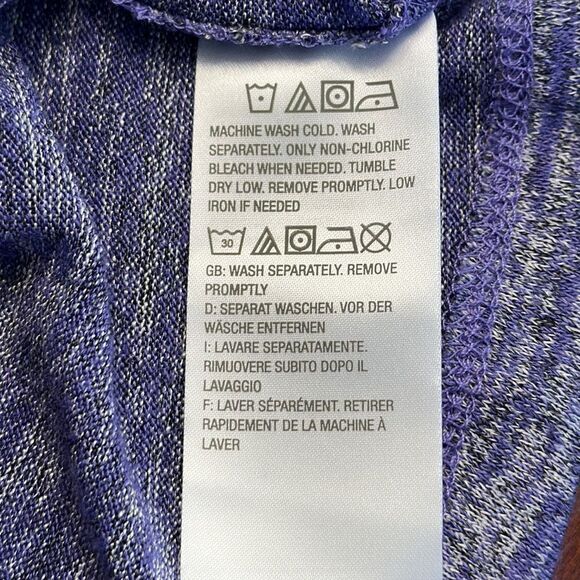 MACHINE WASH COLD. WASH
SEPARATELY. ONLY NON-CHLORINE
BLEACH WHEN NEEDED. TUMBLE
DRY LOW. REMOVE PROMPTLY. LOW
IRON IF NEEDED
30
GB: WASH SEPARATELY. REMOVE
PROMPTLY
D: SEPARAT WASCHEN. VOR DER
WÄSCHE ENTFERNEN
I: LAVARE SEPARATAMENTE.
RIMUOVERE SUBITO DOPO IL
LAVAGGIO
F: LAVER SÉPARÉMENT. RETIRER
RAPIDEMENT DE LA MACHINE À
LAVER